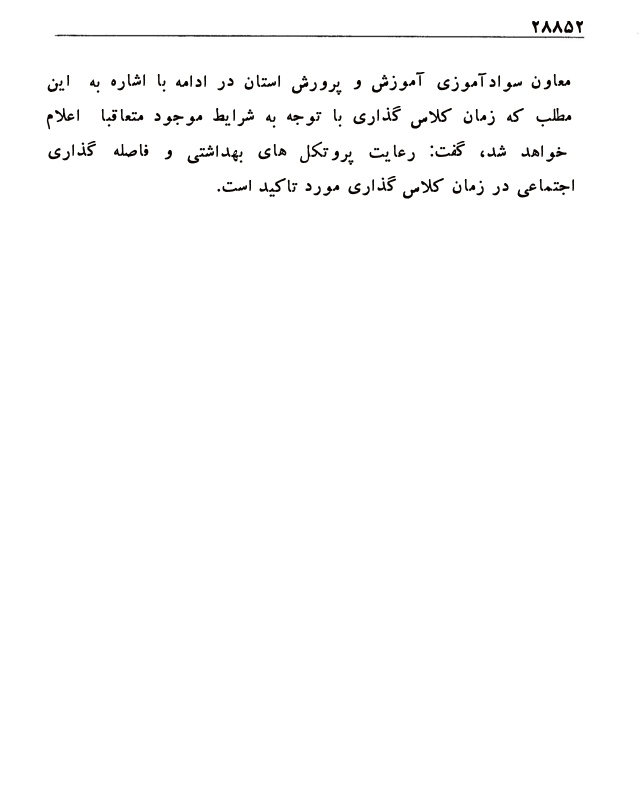 ۲۸۸۵۲
معاون سوادآموزی آموزش و پرورش استان در ادامه با اشاره به این
مطلب که زمان کلاس گذاری با توجه به شرایط موجود متعاقبا اعلام
خواهد شد، گفت: رعایت پروتکل های بهداشتی و فاصله گذاری
اجتماعی در زمان کلاس گذاری مورد تاکید است.